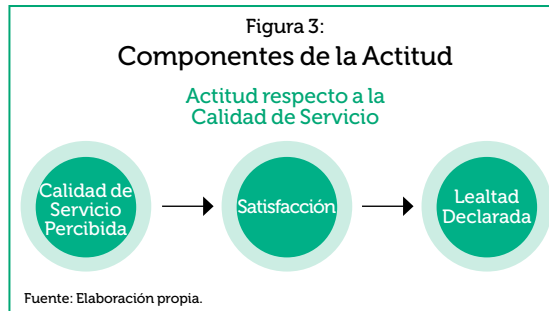 Figura 3:
Componentes de la Actitud
Actitud respecto a la
Calidad de Servicio
Calidad de
Servicio
Percibida
Satisfacción
Lealtad
Declarada
Fuente: Elaboración propia.